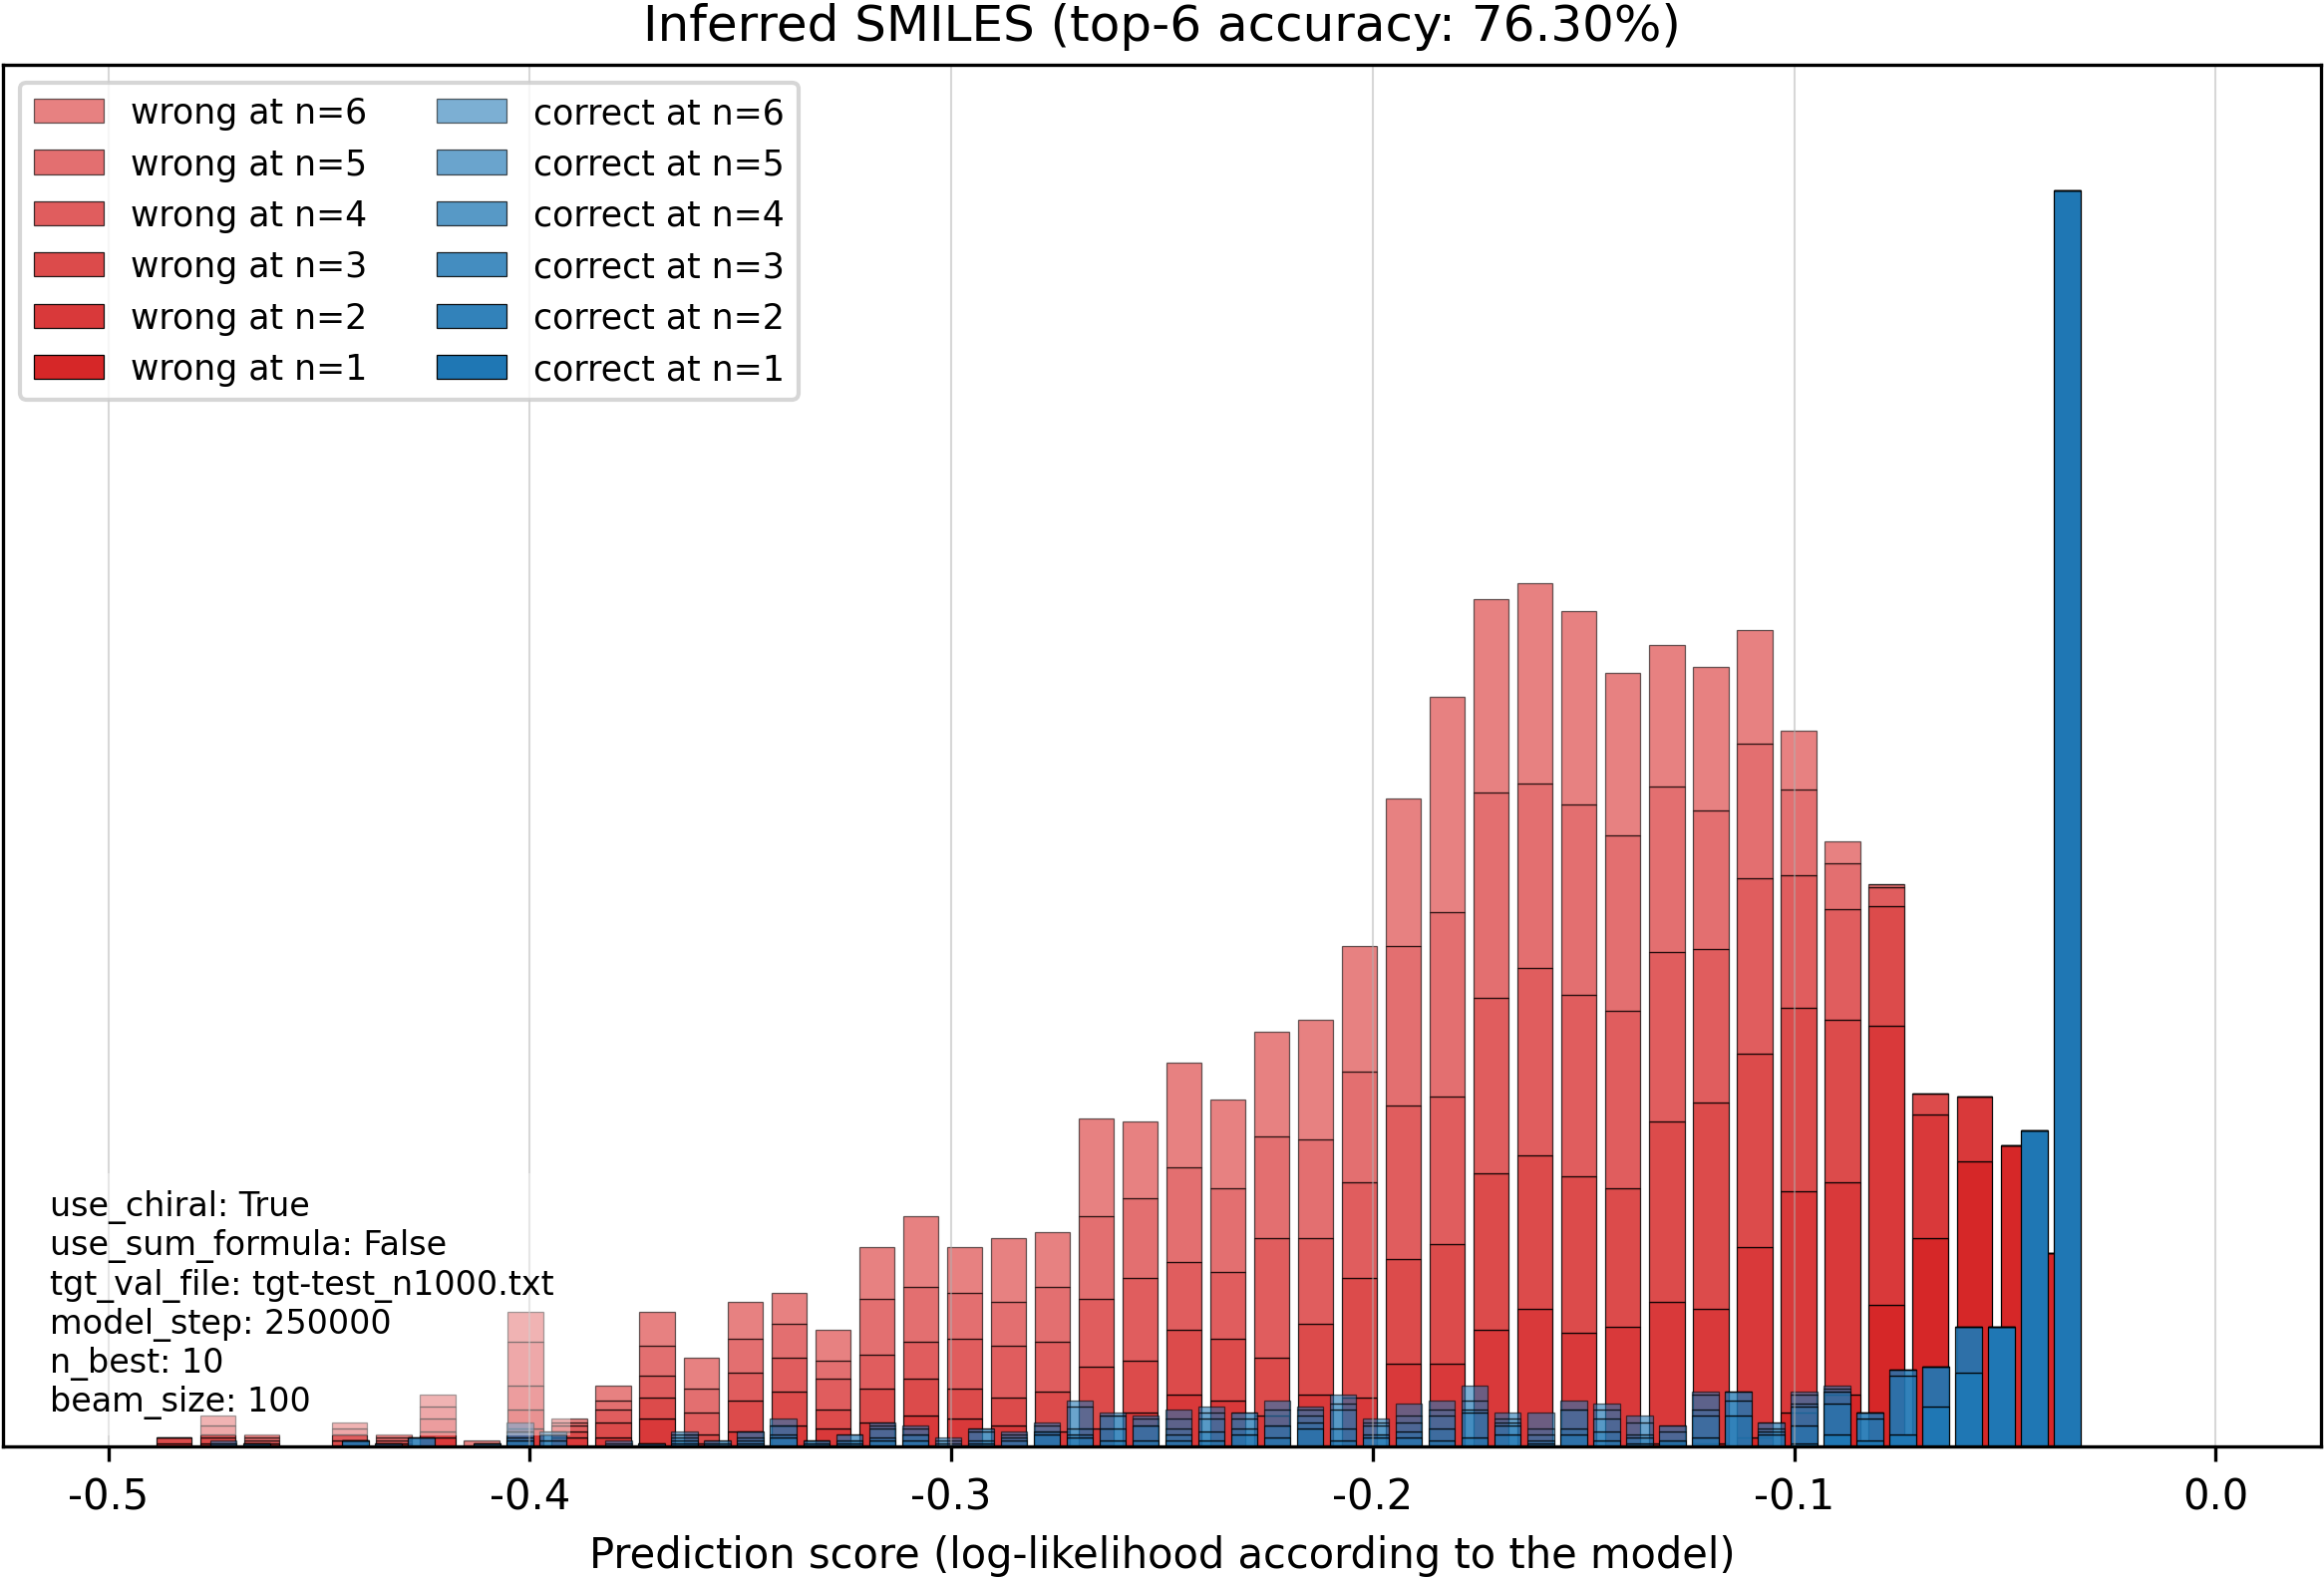 Inferred SMILES (top-6 accuracy: 76.30%)
wrong at n=6
wrong at n=5
wrong at n=4
wrong at n=3
wrong at n=2
wrong at n=1
correct at n=6
correct at n=5
correct at n=4
correct at n=3
correct at n=2
correct at n=1
use_chiral: True
use_sum_formula: False
tgt_val_file: tgt-test_n1000.txt
model_step: 250000
n_best: 10
beam_size: 100
-0.5 -0.4 -0.3 -0.2 -0.1 0.0
Prediction score (log-likelihood according to the model)